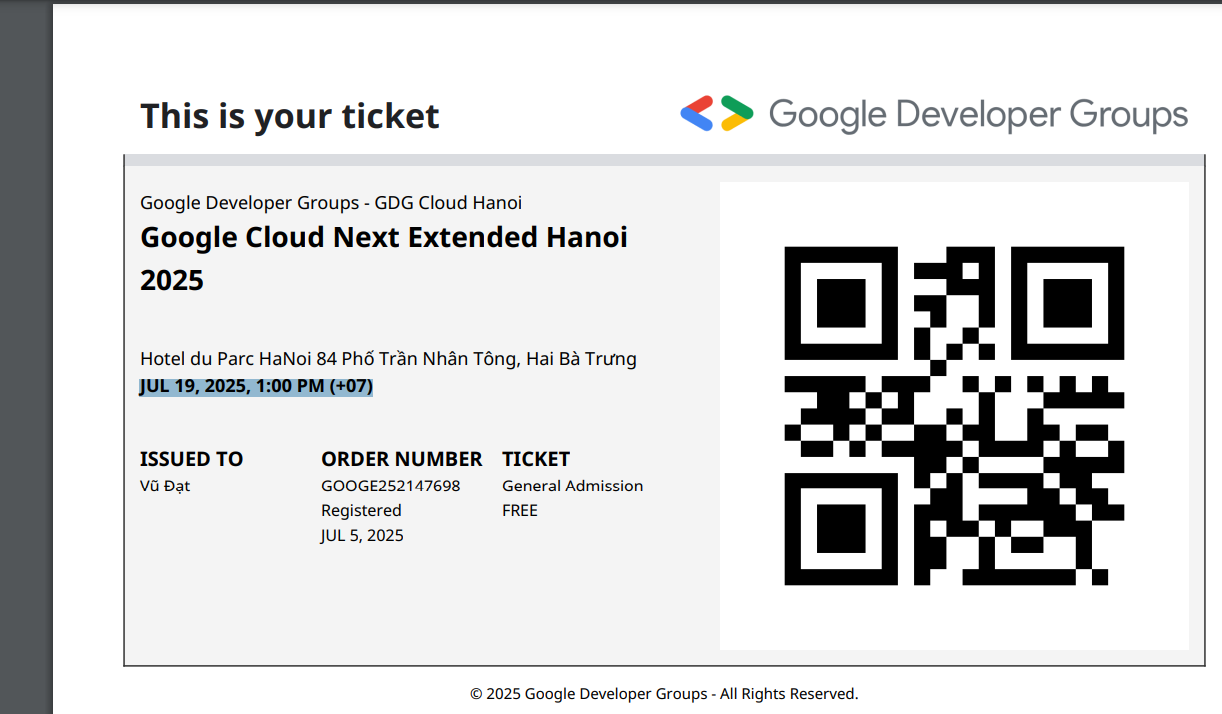 This is your ticket
Google Developer Groups
Google Developer Groups - GDG Cloud Hanoi
Google Cloud Next Extended Hanoi
2025
Hotel du Parc HaNoi 84 Phố Trần Nhân Tông, Hai Bà Trưng
JUL 19, 2025, 1:00 PM (+07)
ISSUED TO ORDER NUMBER TICKET
Vũ Đạt GOOGE252147698 General Admission
Registered FREE
JUL 5, 2025
© 2025 Google Developer Groups - All Rights Reserved.